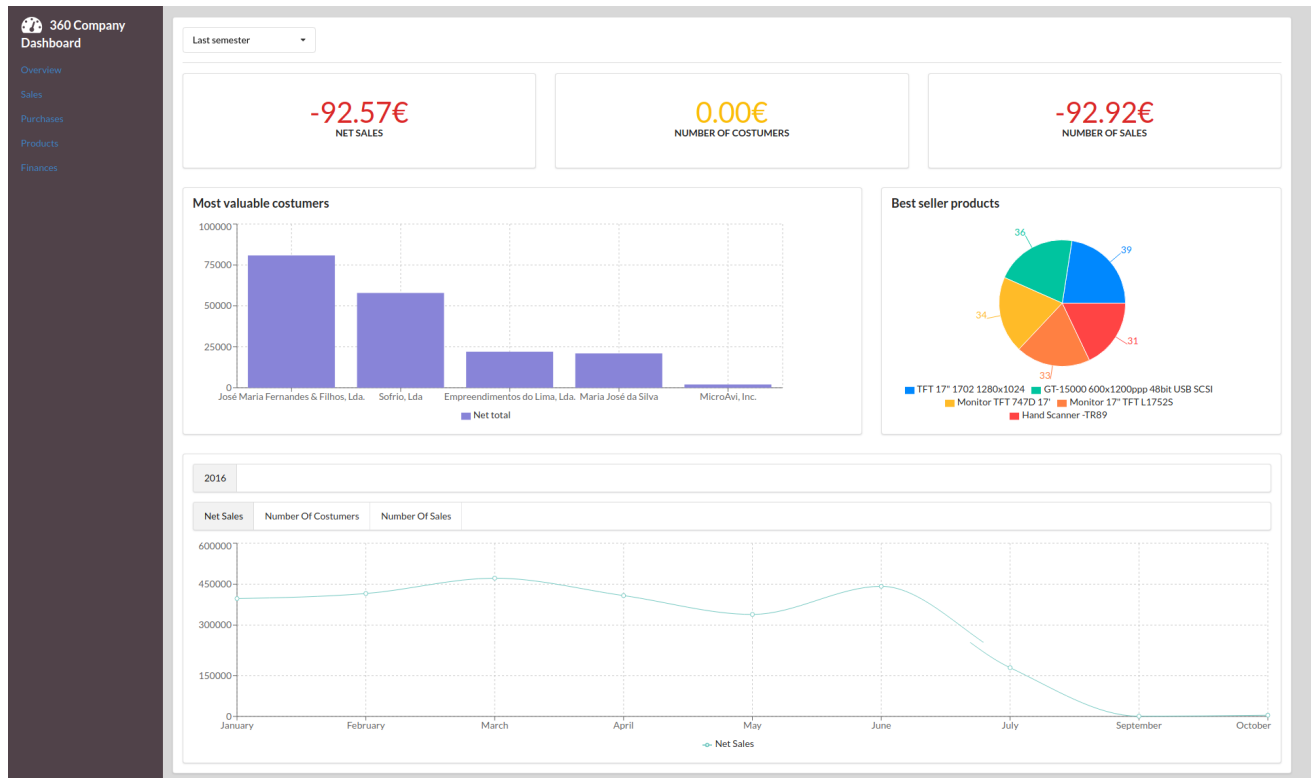 360 Company
Dashboard
Overview
Sales
Purchases
Products
Finances
Last semester
-92.57€
NET SALES
0.00€
NUMBER OF COSTUMERS
-92.92€
NUMBER OF SALES
Most valuable costumers
100000
75000
50000
25000
0
José Maria Fernandes & Filhos, Lda.
Sofrio, Lda
Empreendimentos do Lima, Lda.
Maria José da Silva
MicroAvi, Inc.
Net total
Best seller products
36
39
34
31
33
TFT 17" 1702 1280x1024
GT-15000 600x1200ppp 48bit USB SCSI
Monitor TFT 747D 17'
Monitor 17" TFT L1752S
Hand Scanner -TR89
2016
Net Sales
Number Of Costumers
Number Of Sales
600000
450000
300000
150000
0
January
February
March
April
May
June
July
September
October
Net Sales